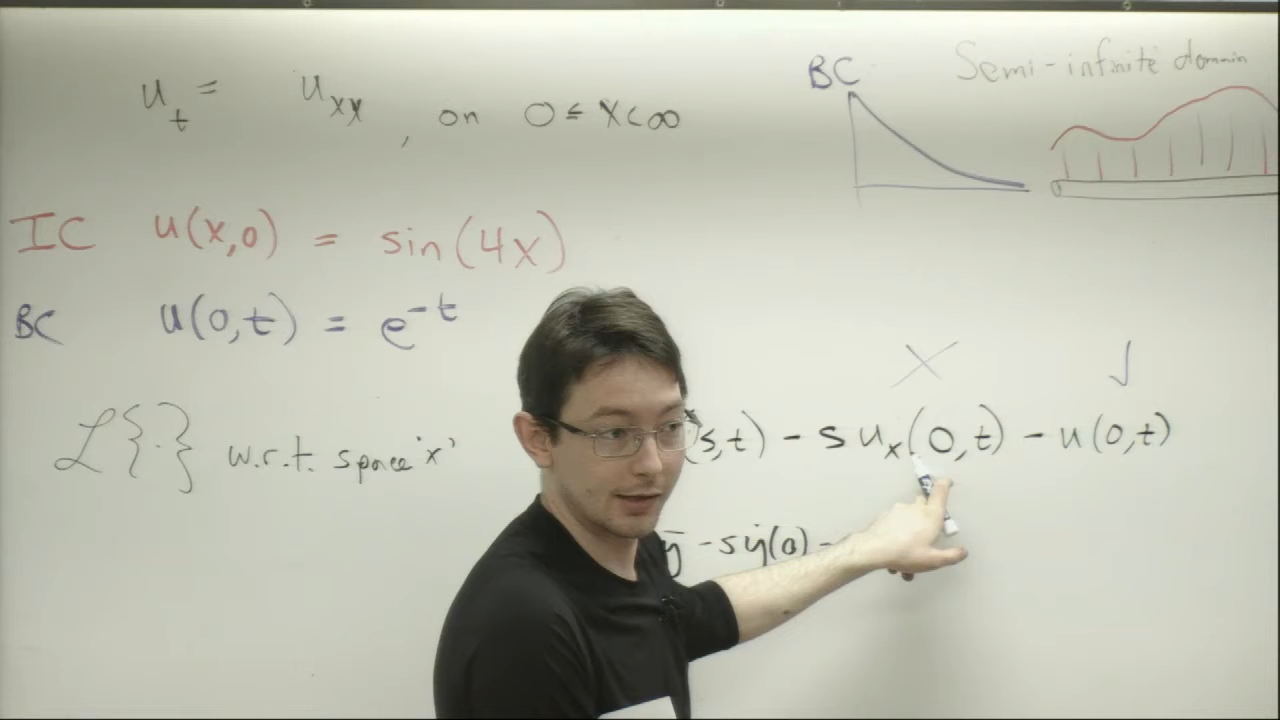 u_t = u_xx , on 0 ≤ x < ∞
BC
Semi-infinite domain
IC u(x,0) = sin(4x)
BC u(0,t) = e^-t
X √
ℒ{·} w.r.t. space 'x'
(s,t) - s u_x(0,t) - u(0,t)
ȳ - sẏ(0) -